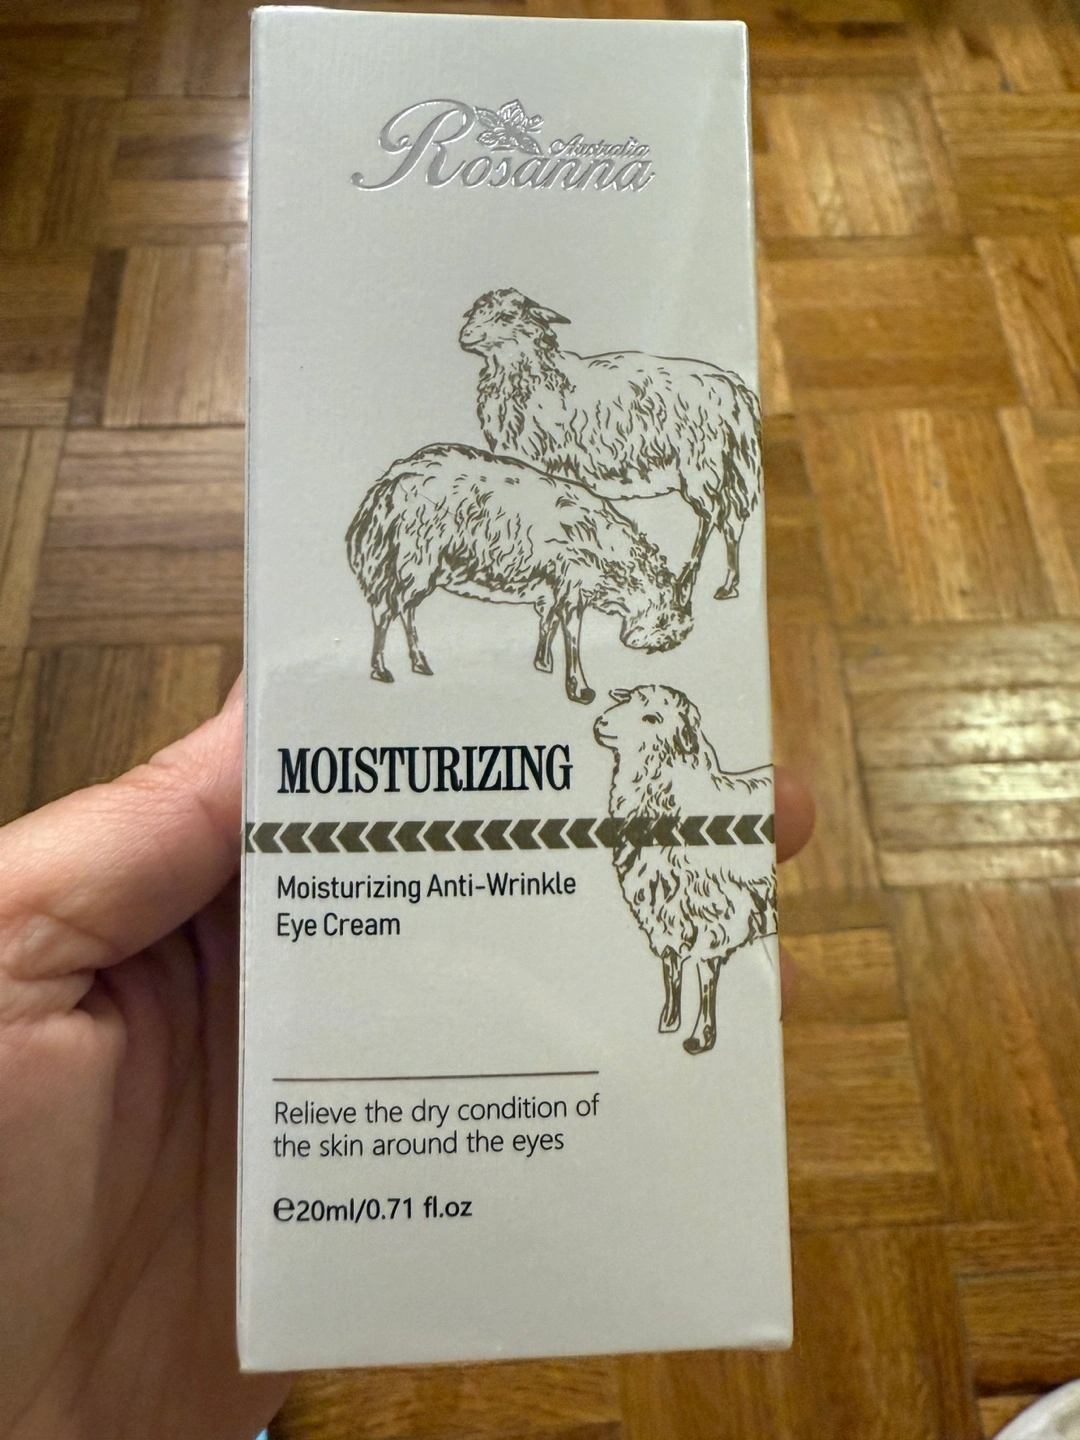 Rosanna
Australia
MOISTURIZING
Moisturizing Anti-Wrinkle
Eye Cream
Relieve the dry condition of
the skin around the eyes
℮20ml/0.71 fl.oz